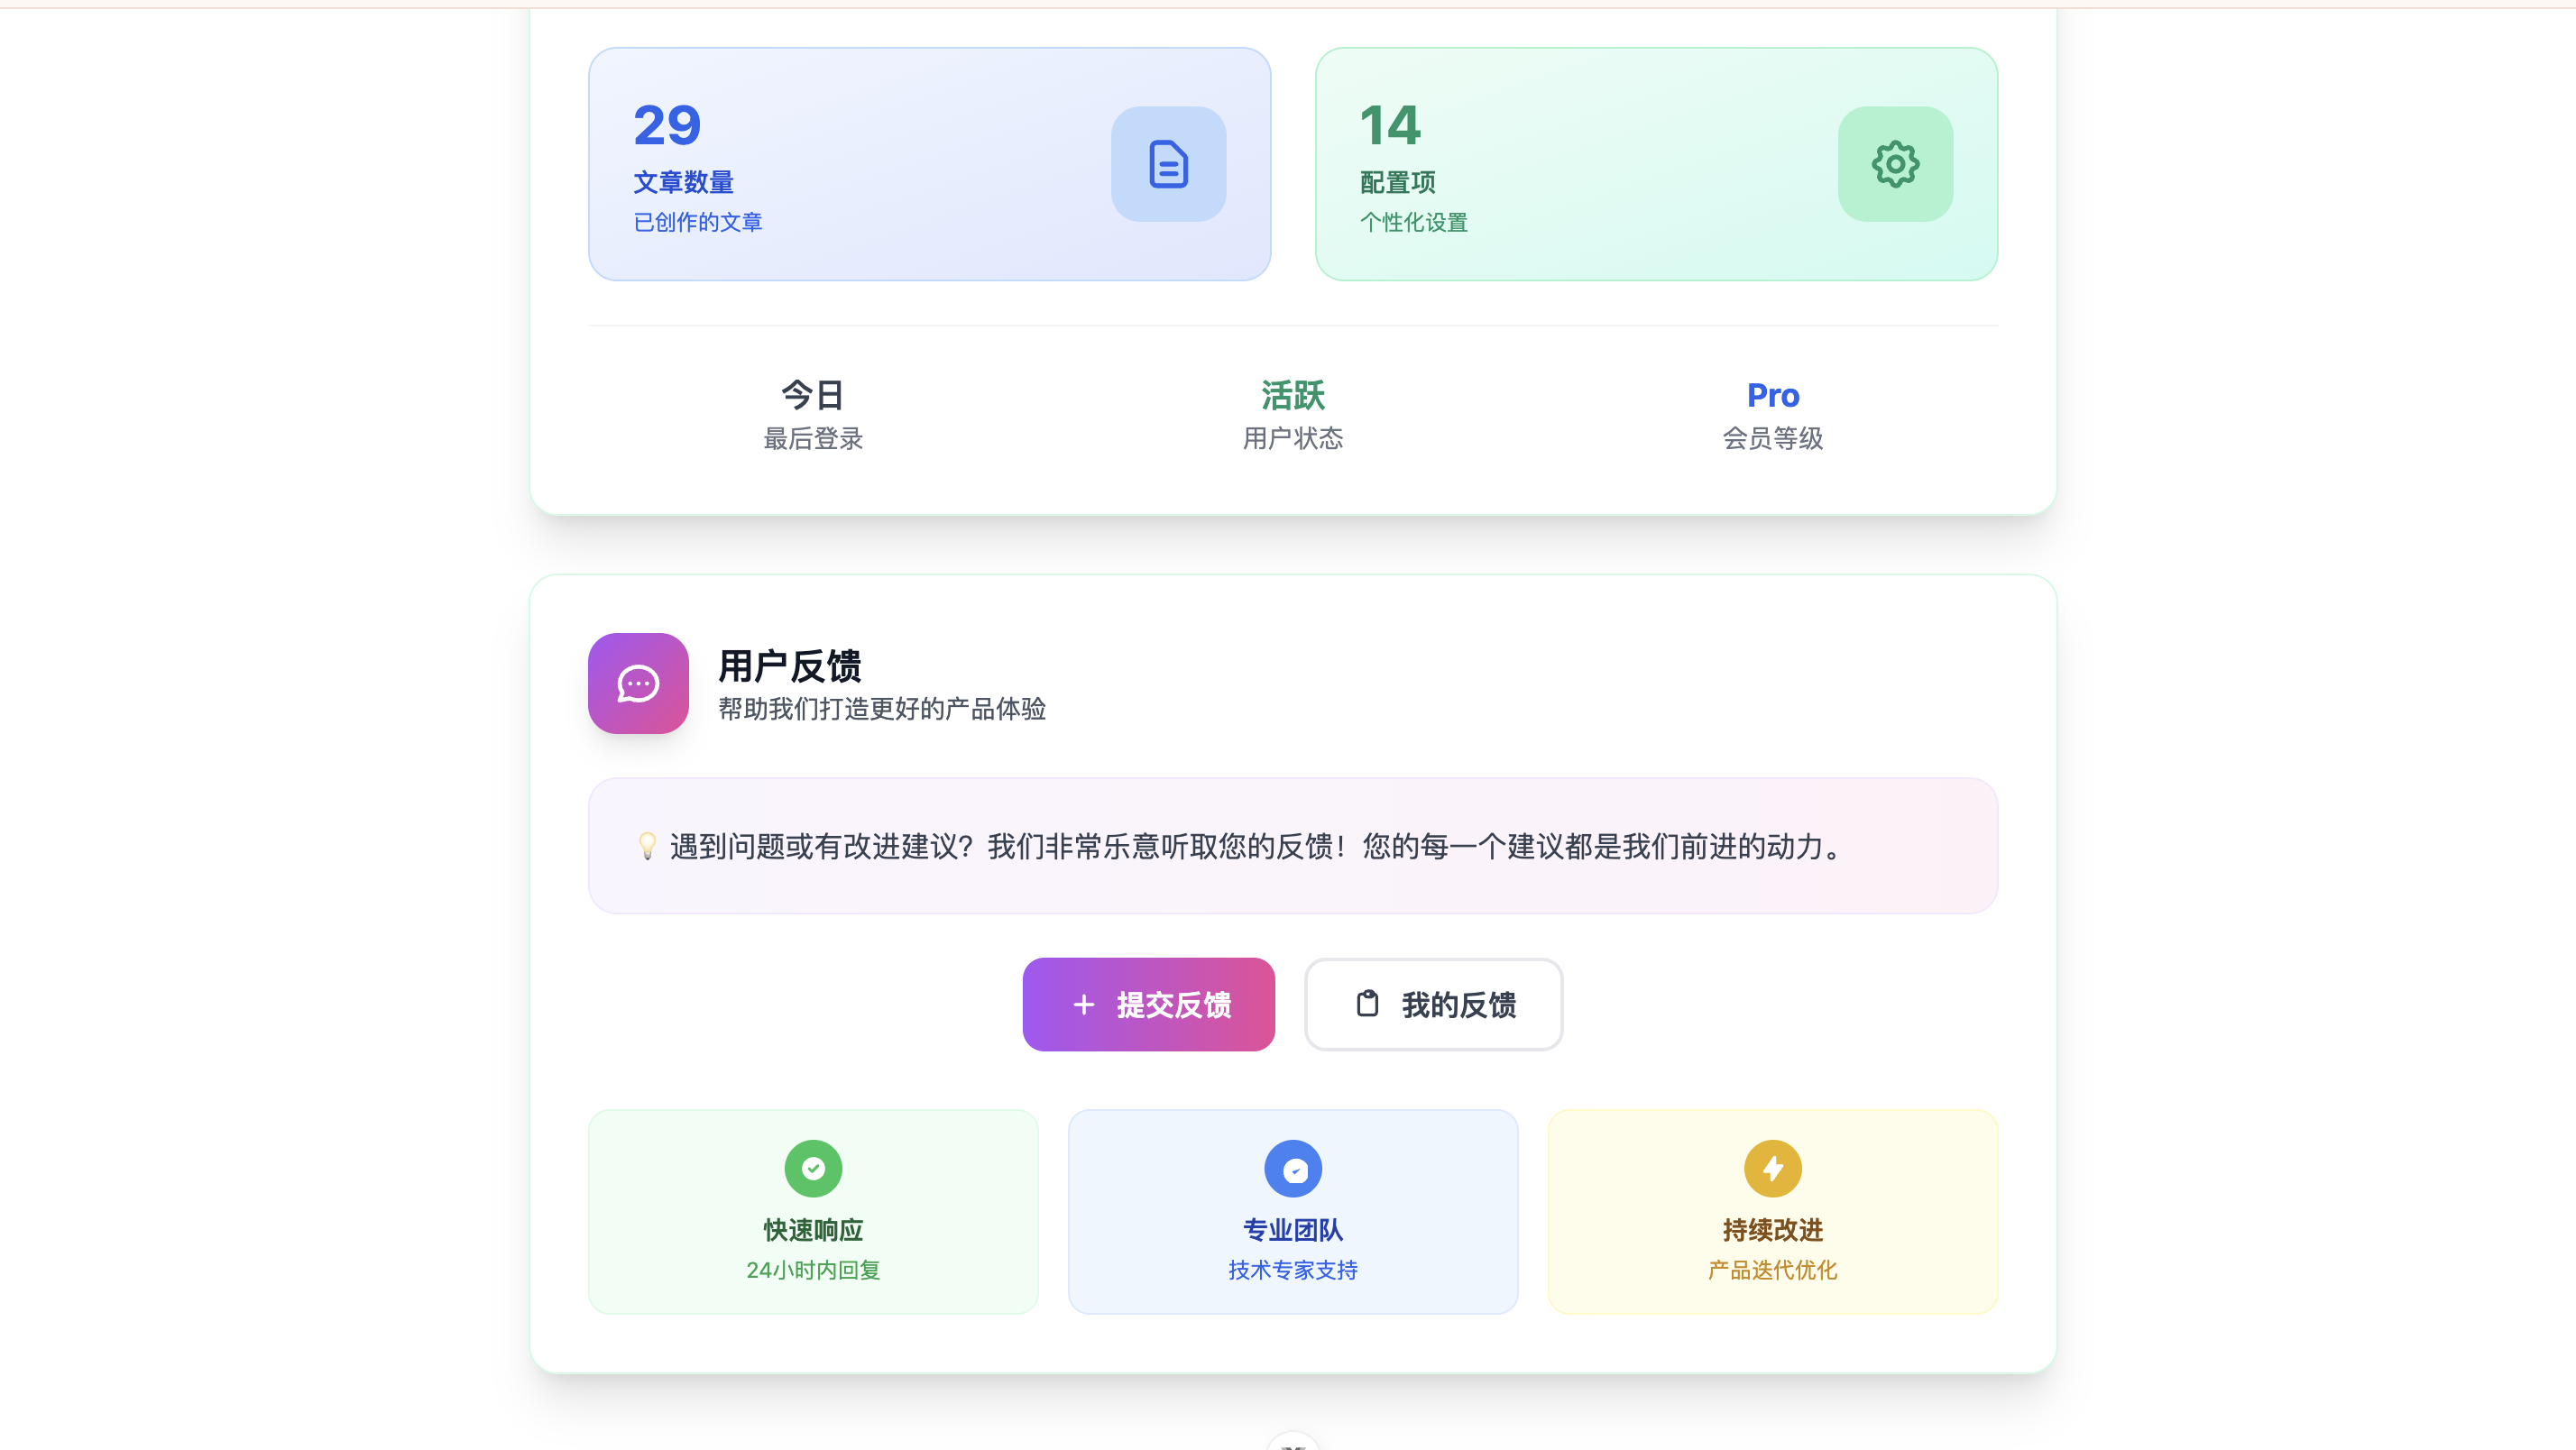 29
文章数量
已创作的文章
14
配置项
个性化设置
今日
最后登录
活跃
用户状态
Pro
会员等级
用户反馈
帮助我们打造更好的产品体验
💡 遇到问题或有改进建议？我们非常乐意听取您的反馈！您的每一个建议都是我们前进的动力。
提交反馈
我的反馈
快速响应
24小时内回复
专业团队
技术专家支持
持续改进
产品迭代优化